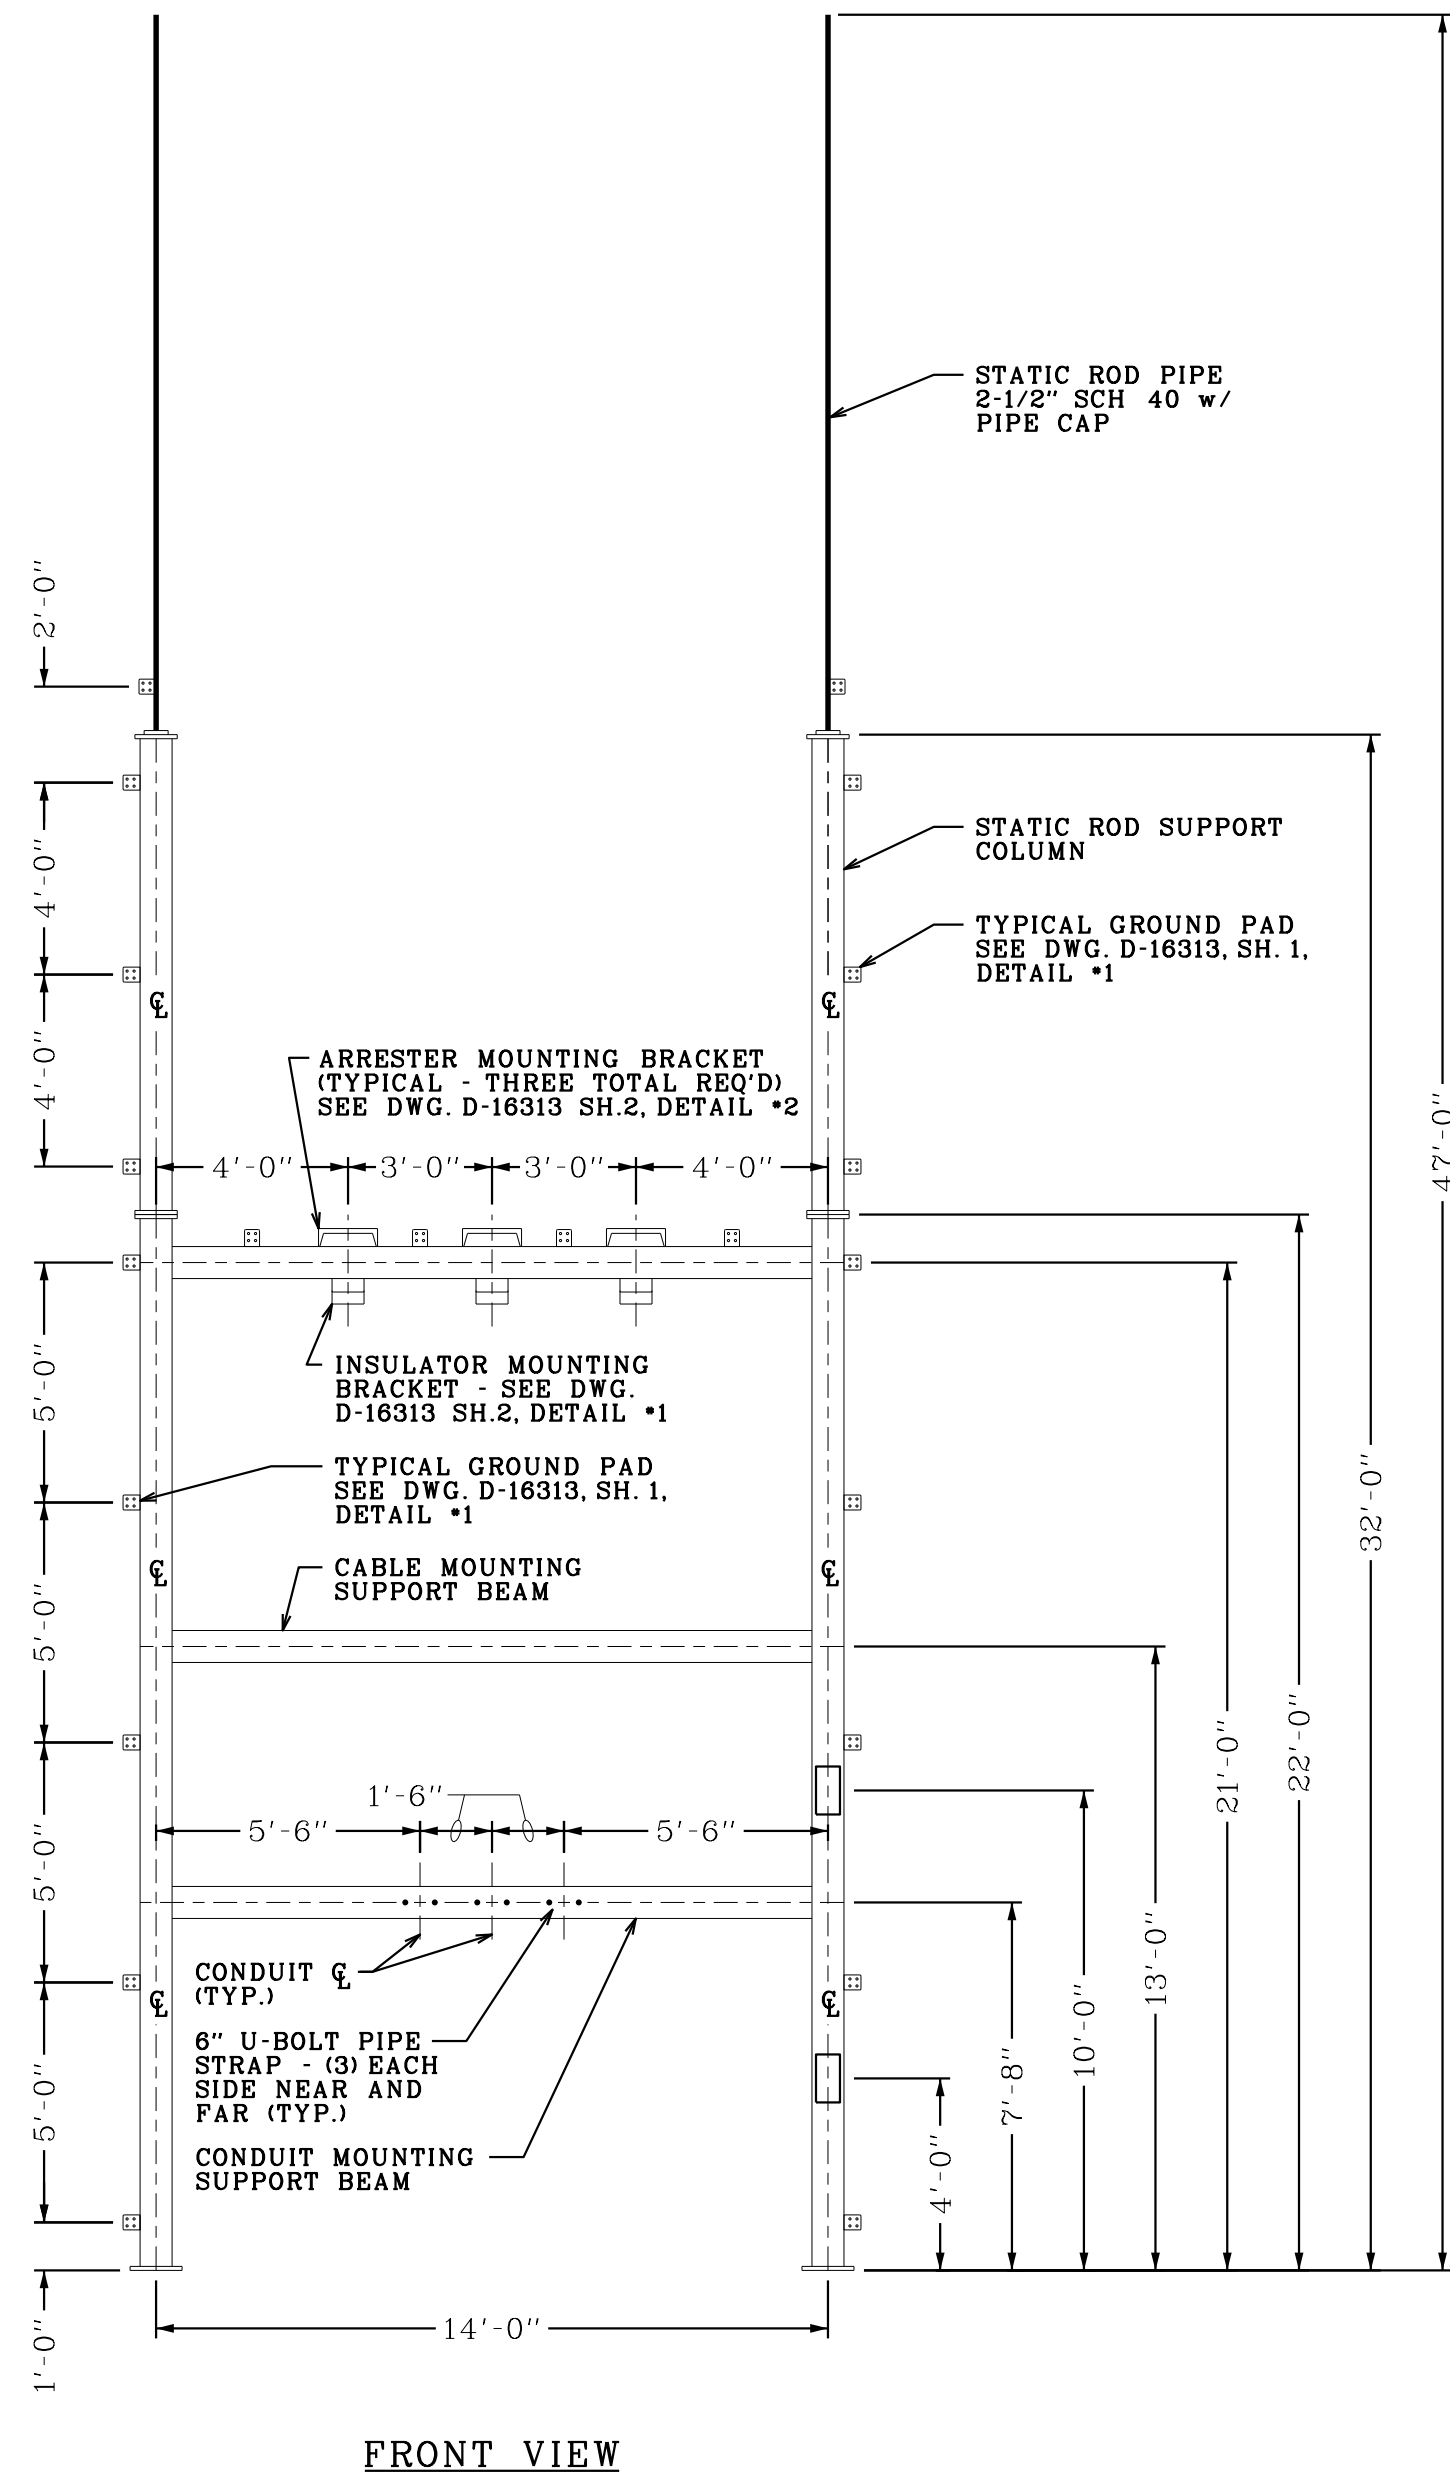 STATIC ROD PIPE
2-1/2" SCH 40 w/
PIPE CAP
2'-0"
47'-0"
STATIC ROD SUPPORT
COLUMN
4'-0"
TYPICAL GROUND PAD
SEE DWG. D-16313, SH. 1,
DETAIL #1
℄
℄
4'-0"
ARRESTER MOUNTING BRACKET
(TYPICAL - THREE TOTAL REQ'D)
SEE DWG. D-16313 SH.2, DETAIL #2
4'-0"
3'-0"
3'-0"
4'-0"
5'-0"
INSULATOR MOUNTING
BRACKET - SEE DWG.
D-16313 SH.2, DETAIL #1
TYPICAL GROUND PAD
SEE DWG. D-16313, SH. 1,
DETAIL #1
32'-0"
℄
℄
CABLE MOUNTING
SUPPORT BEAM
5'-0"
22'-0"
21'-0"
1'-6"
5'-6"
5'-6"
5'-0"
13'-0"
10'-0"
7'-8"
4'-0"
CONDUIT ℄
(TYP.)
℄
℄
6" U-BOLT PIPE
STRAP - (3) EACH
SIDE NEAR AND
FAR (TYP.)
5'-0"
CONDUIT MOUNTING
SUPPORT BEAM
14'-0"
1'-0"
FRONT VIEW